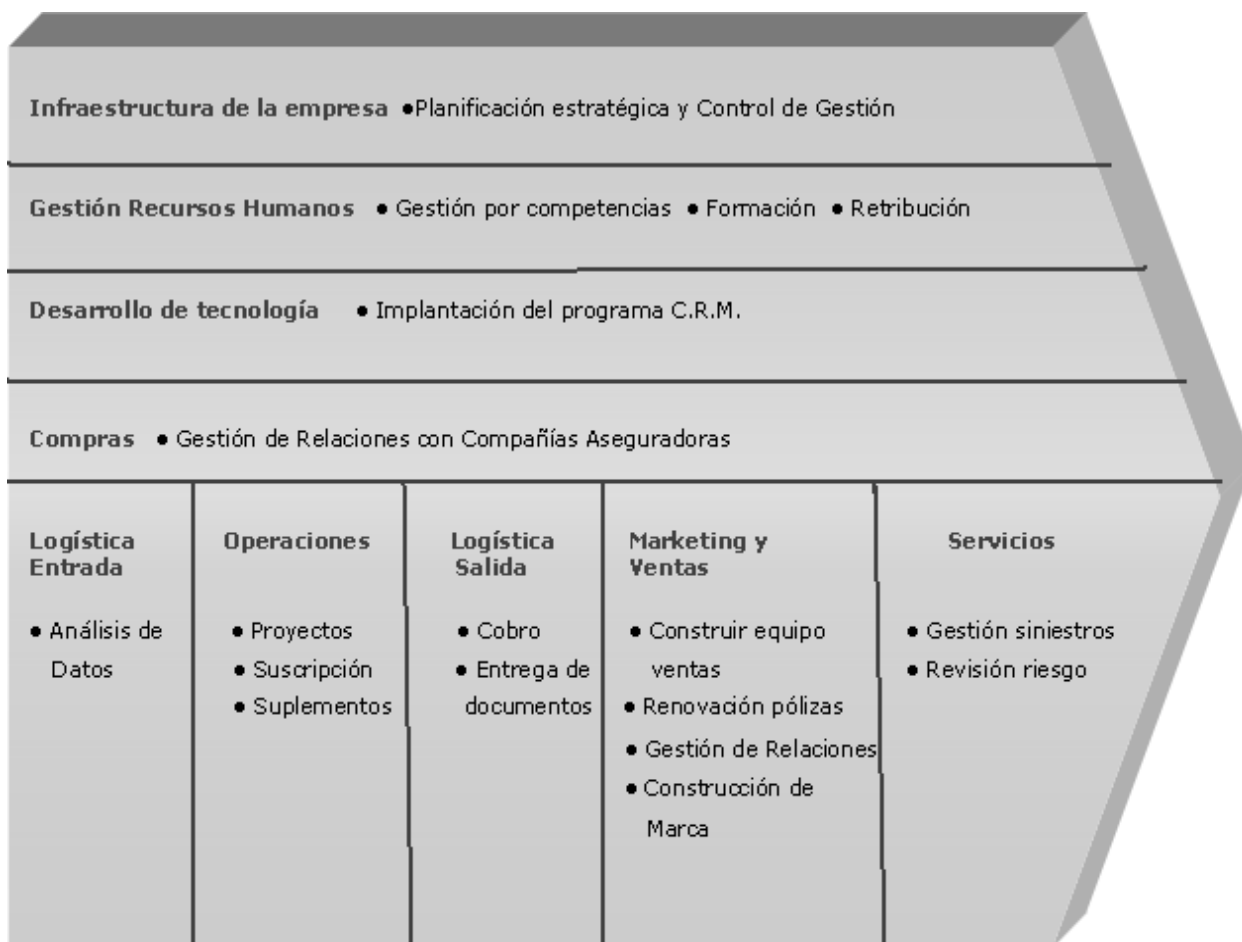 Infraestructura de la empresa ●Planificación estratégica y Control de Gestión
Gestión Recursos Humanos ● Gestión por competencias ● Formación ● Retribución
Desarrollo de tecnología ● Implantación del programa C.R.M.
Compras ● Gestión de Relaciones con Compañías Aseguradoras
Logística
Entrada
● Análisis de
Datos
Operaciones
● Proyectos
● Suscripción
● Suplementos
Logística
Salida
● Cobro
● Entrega de
documentos
Marketing y
Ventas
● Construir equipo
ventas
● Renovación pólizas
● Gestión de Relaciones
● Construcción de
Marca
Servicios
● Gestión siniestros
● Revisión riesgo